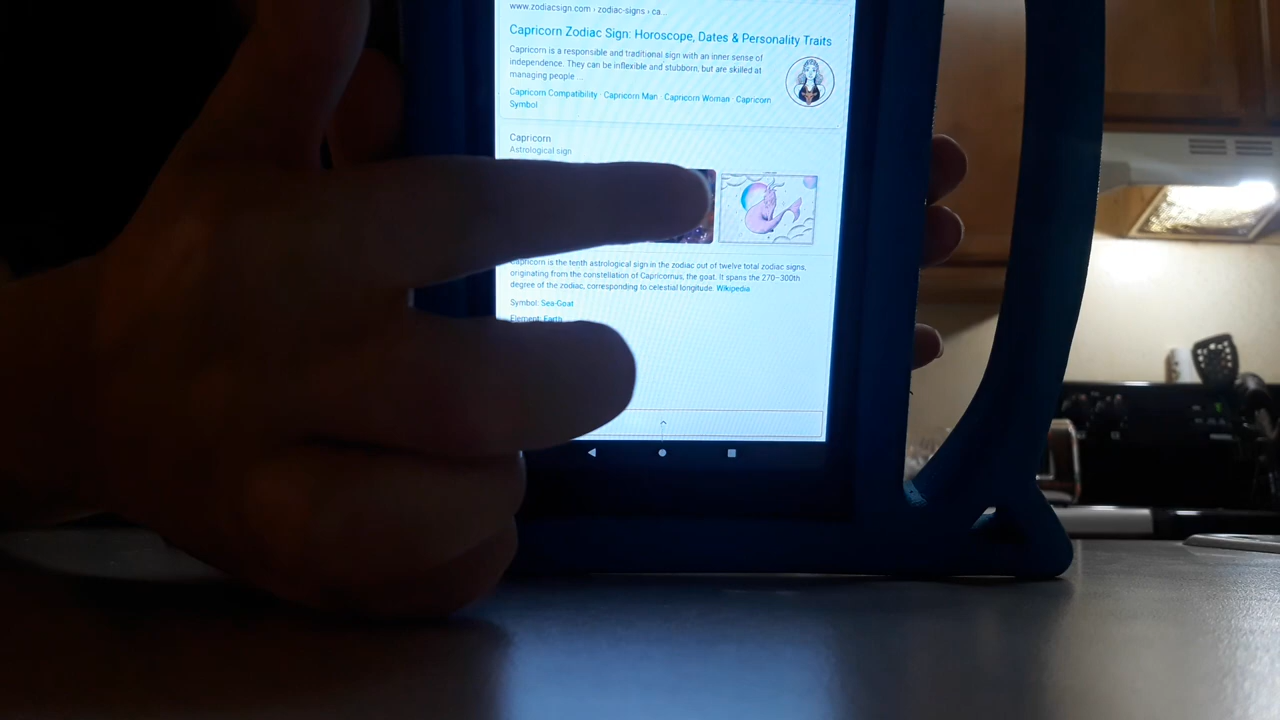 www.zodiacsign.com › zodiac-signs › ca...
Capricorn Zodiac Sign: Horoscope, Dates & Personality Traits
Capricorn is a responsible and traditional sign with an inner sense of
independence. They can be inflexible and stubborn, but are skilled at
managing people ...
Capricorn Compatibility · Capricorn Man · Capricorn Woman · Capricorn
Symbol
Capricorn
Astrological sign
Capricorn is the tenth astrological sign in the zodiac out of twelve total zodiac signs,
originating from the constellation of Capricornus, the goat. It spans the 270–300th
degree of the zodiac, corresponding to celestial longitude. Wikipedia
Symbol: Sea-Goat
Element: Earth